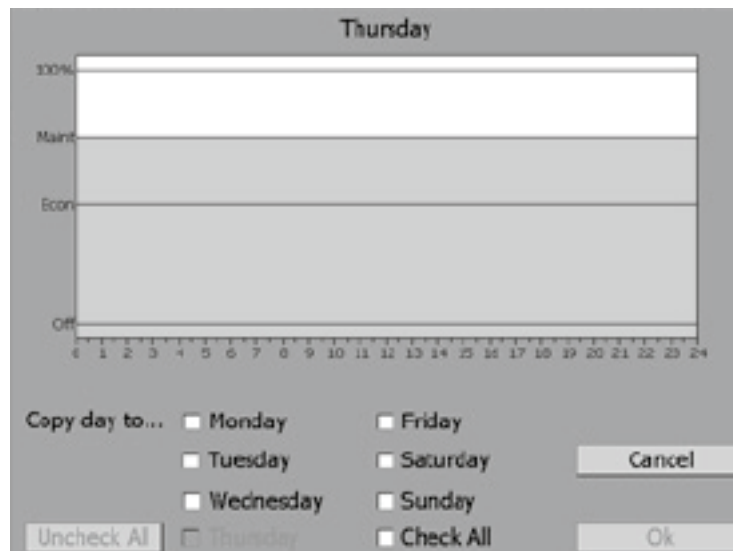 Thursday
100%
Maint
Econ
Off
0 1 2 3 4 5 6 7 8 9 10 11 12 13 14 15 16 17 18 19 20 21 22 23 24
Copy day to... Monday Friday
Tuesday Saturday Cancel
Wednesday Sunday
Uncheck All Thursday Check All Ok